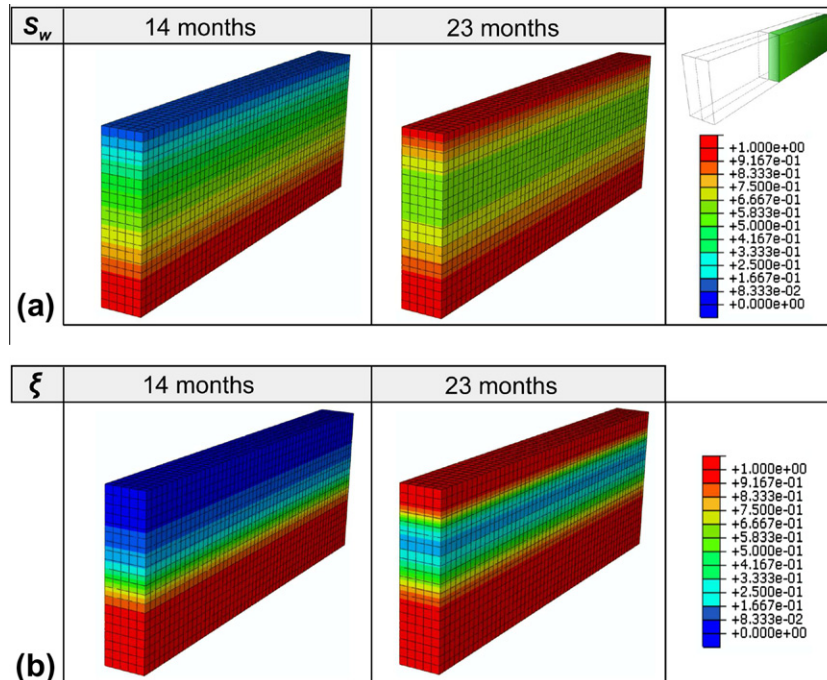 S_w 14 months 23 months
+1.000e+00
+9.167e-01
+8.333e-01
+7.500e-01
+6.667e-01
+5.833e-01
+5.000e-01
+4.167e-01
+3.333e-01
+2.500e-01
+1.667e-01
+8.333e-02
+0.000e+00
(a)
ξ 14 months 23 months
+1.000e+00
+9.167e-01
+8.333e-01
+7.500e-01
+6.667e-01
+5.833e-01
+5.000e-01
+4.167e-01
+3.333e-01
+2.500e-01
+1.667e-01
+8.333e-02
+0.000e+00
(b)